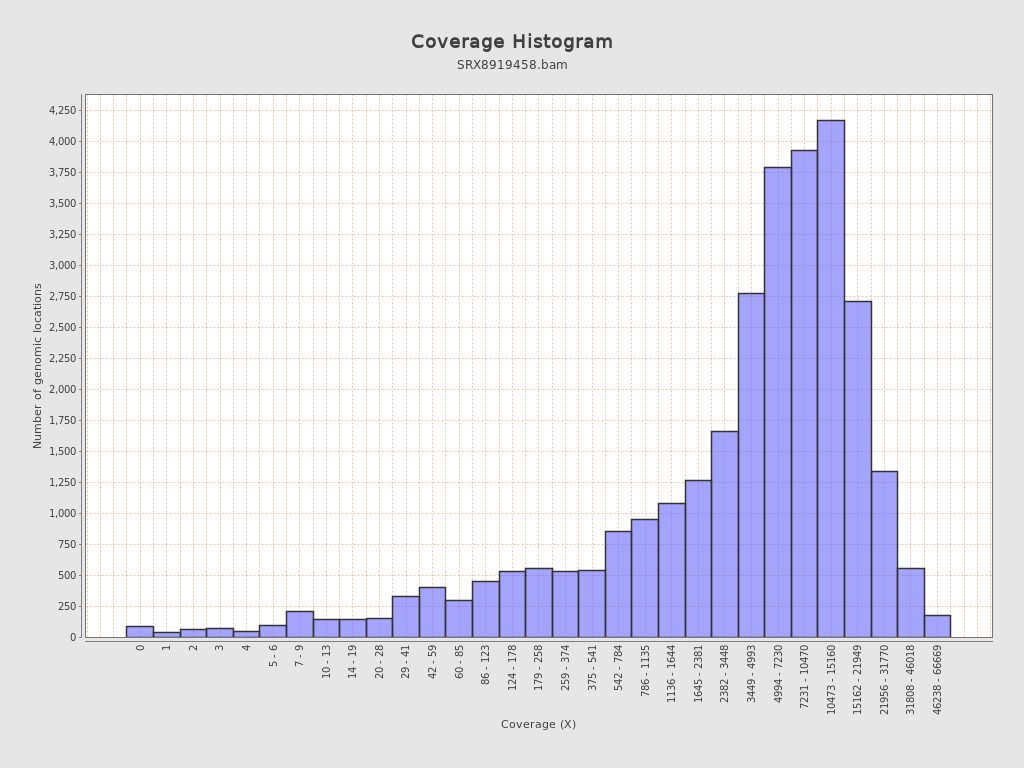 Coverage Histogram
SRX8919458.bam
Number of genomic locations
4,250
4,000
3,750
3,500
3,250
3,000
2,750
2,500
2,250
2,000
1,750
1,500
1,250
1,000
750
500
250
0
0
1
2
3
4
5 - 6
7 - 9
10 - 13
14 - 19
20 - 28
29 - 41
42 - 59
60 - 85
86 - 123
124 - 178
179 - 258
259 - 374
375 - 541
542 - 784
786 - 1135
1136 - 1644
1645 - 2381
2382 - 3448
3449 - 4993
4994 - 7230
7231 - 10470
10473 - 15160
15162 - 21949
21956 - 31770
31808 - 46018
46238 - 66669
Coverage (X)